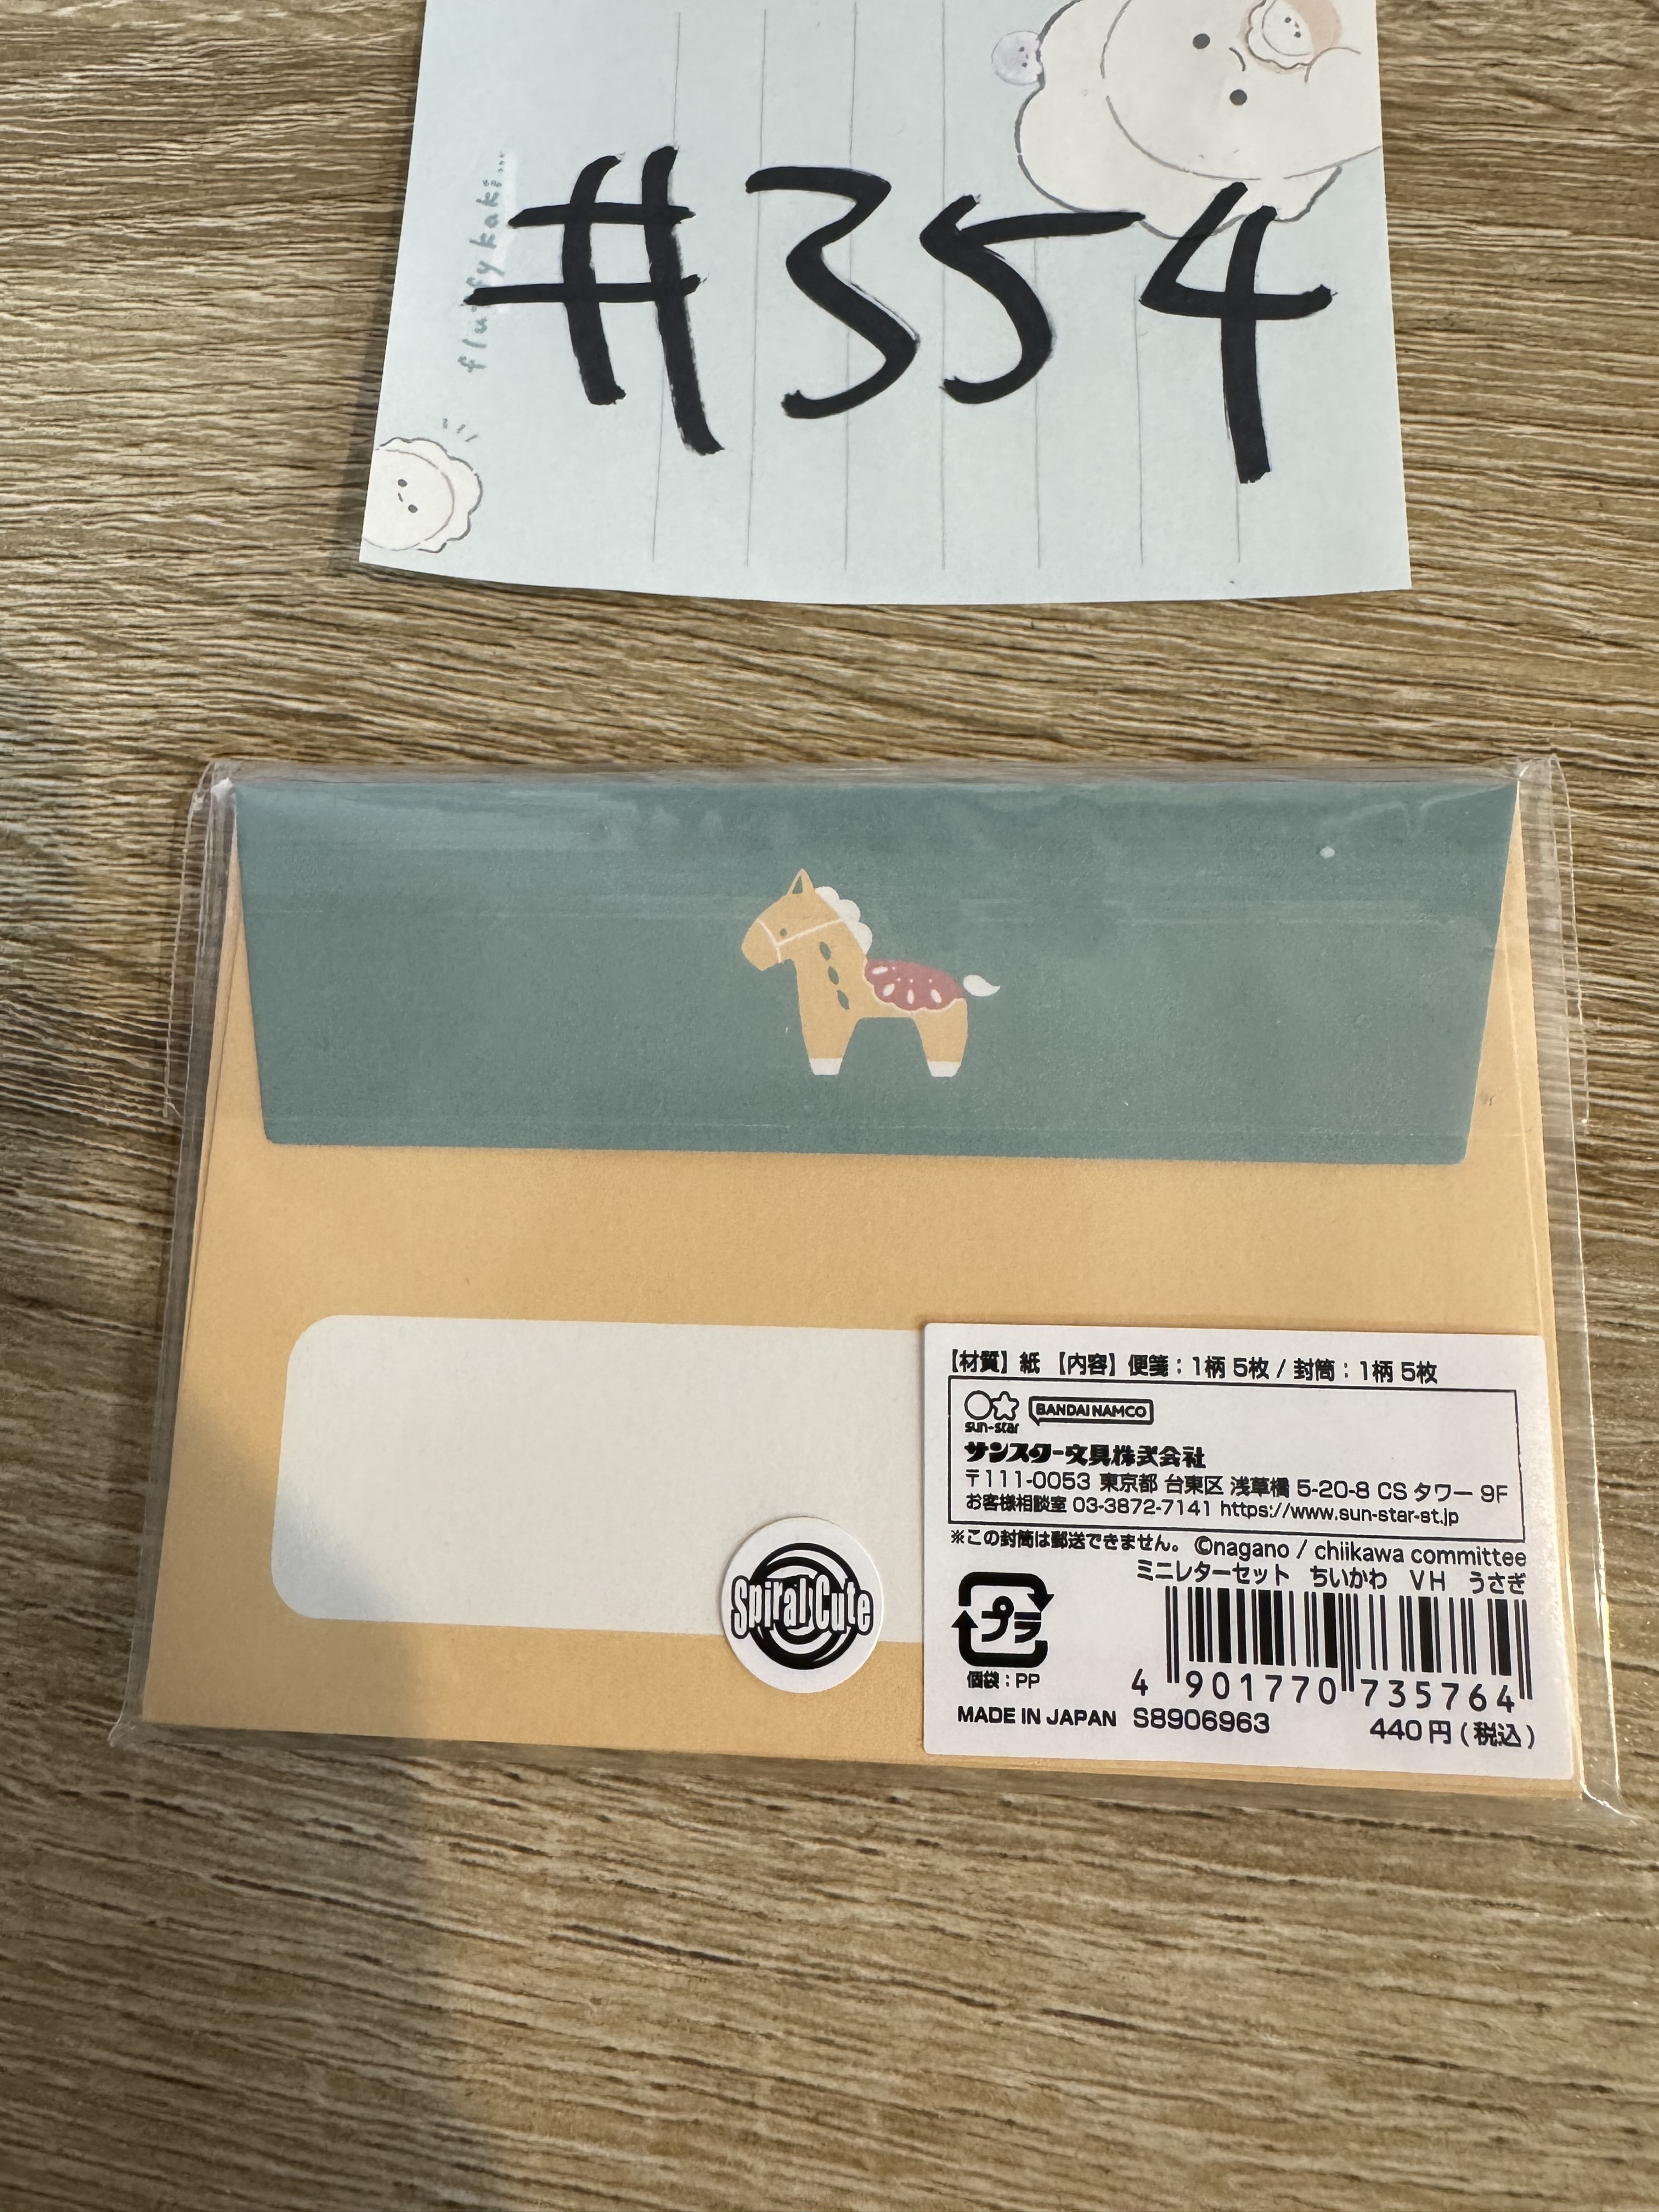 fluffy kaki...
#354
【材質】紙 【内容】便箋：1柄 5枚 / 封筒：1柄 5枚
sun-star BANDAI NAMCO
サンスター文具株式会社
〒111-0053 東京都 台東区 浅草橋 5-20-8 CS タワー 9F
お客様相談室 03-3872-7141 https://www.sun-star-st.jp
※この封筒は郵送できません。 ©nagano / chiikawa committee
ミニレターセット ちいかわ VH うさぎ
プラ
Spiral Cute
個袋：PP
4 901770 735764
MADE IN JAPAN S8906963 440円(税込)